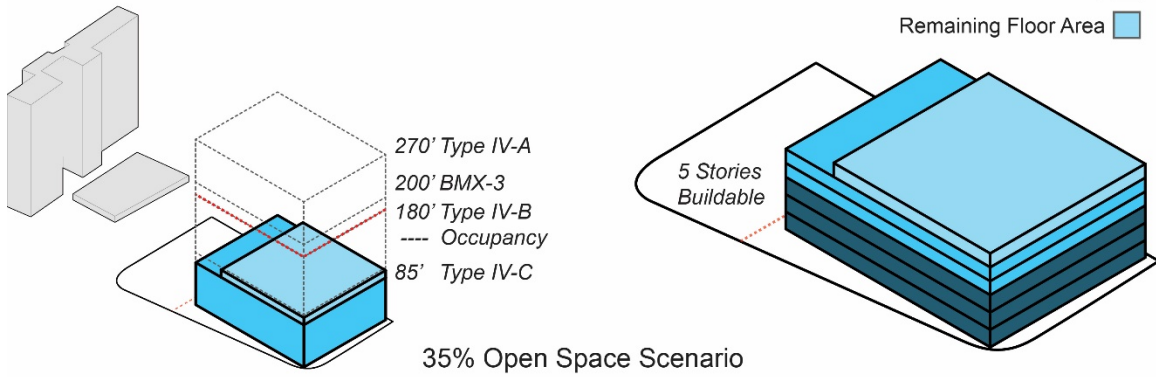 Remaining Floor Area
270' Type IV-A
200' BMX-3
180' Type IV-B
---- Occupancy
85' Type IV-C
5 Stories
Buildable
35% Open Space Scenario